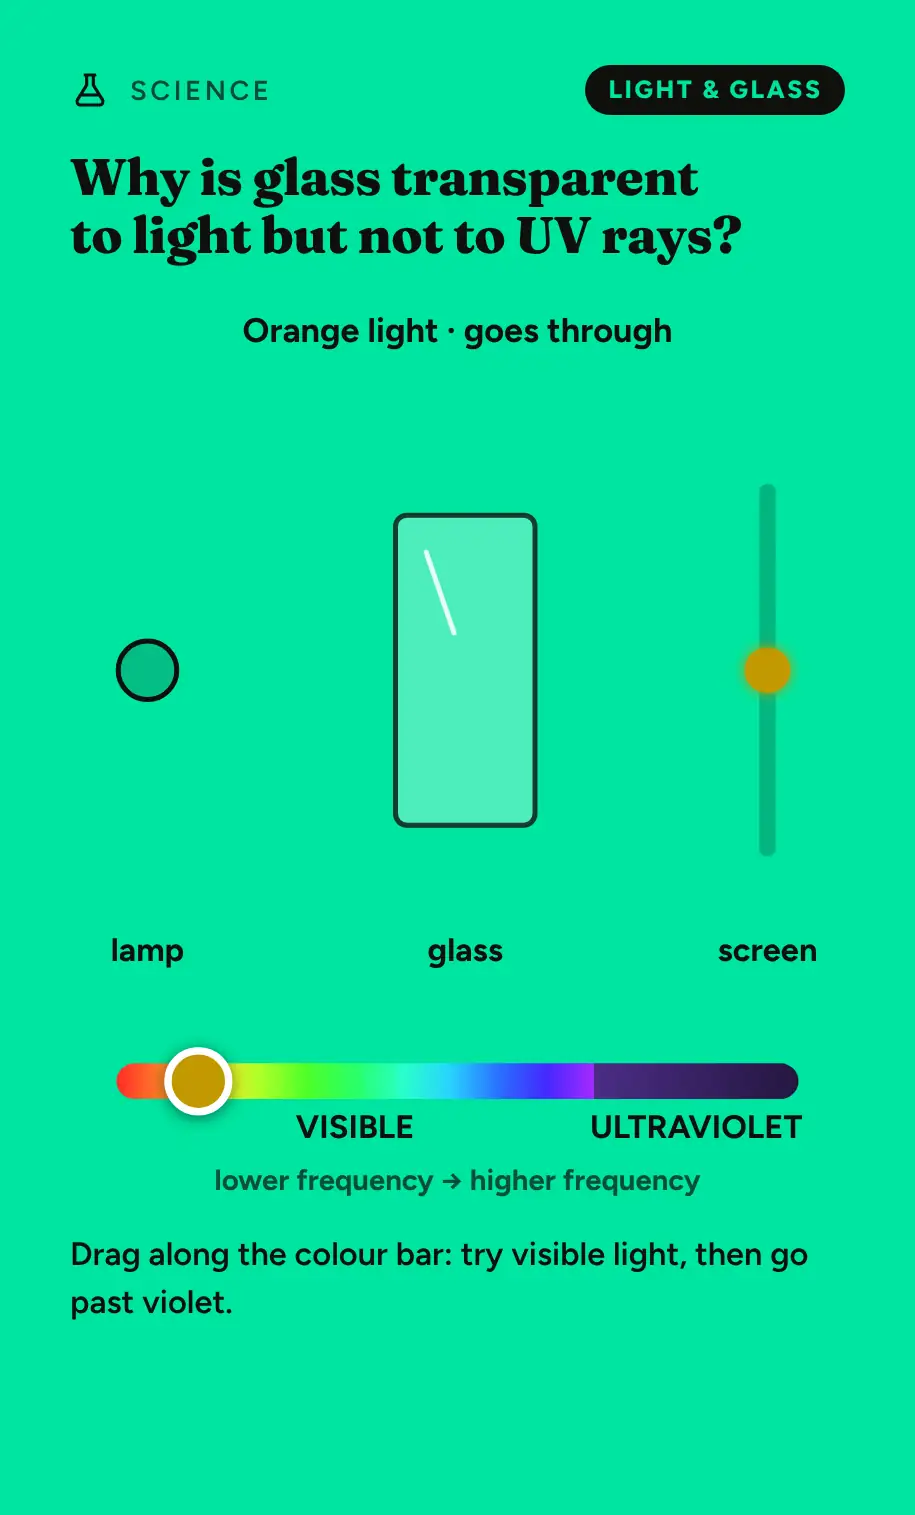 SCIENCE
LIGHT & GLASS
Why is glass transparent
to light but not to UV rays?
Orange light · goes through
lamp
glass
screen
VISIBLE
ULTRAVIOLET
lower frequency → higher frequency
Drag along the colour bar: try visible light, then go
past violet.